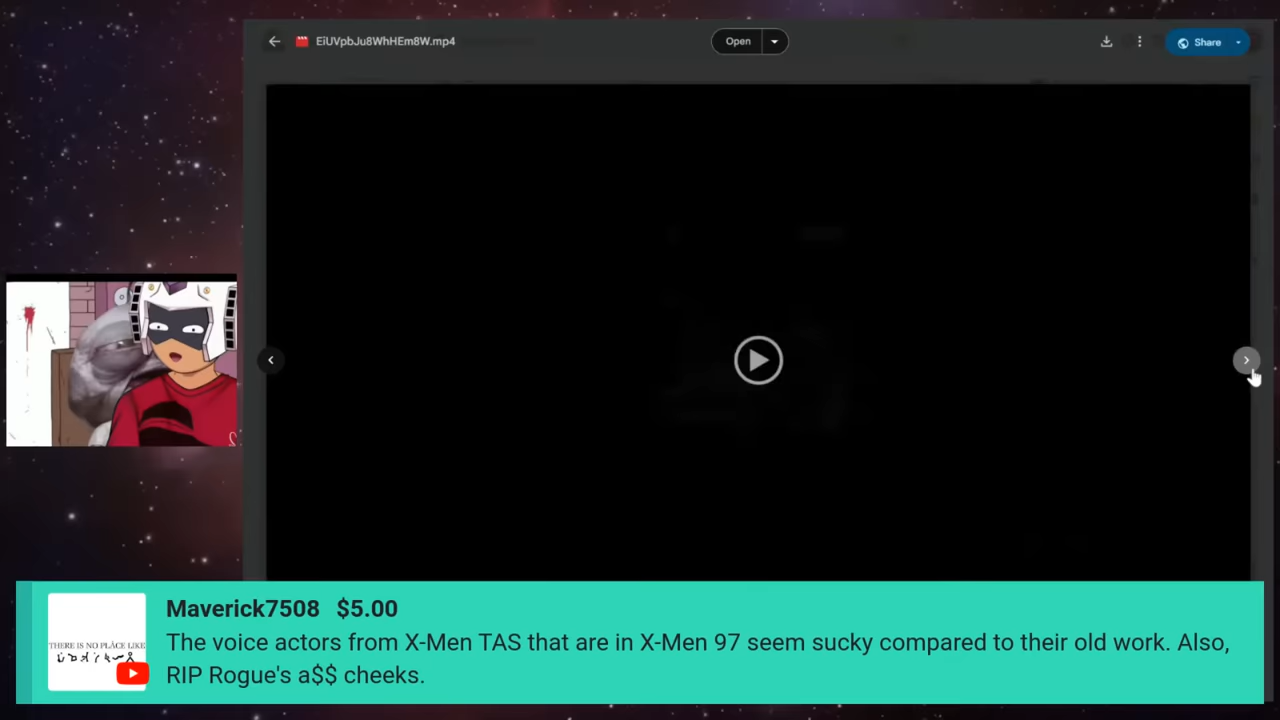 EiUVpbJu8WhHEm8W.mp4
Open
Share
Maverick7508 $5.00
The voice actors from X-Men TAS that are in X-Men 97 seem sucky compared to their old work. Also,
RIP Rogue's a$$ cheeks.
THERE IS NO PLACE LIKE